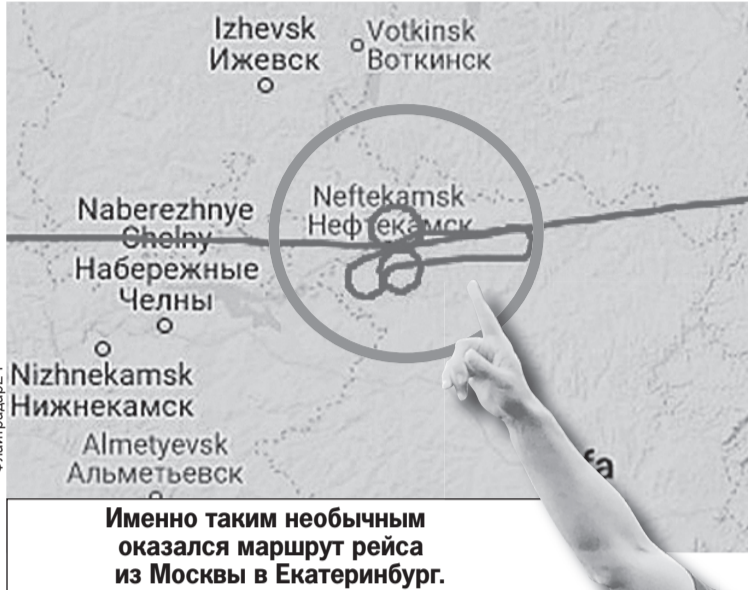 Izhevsk
Ижевск
Votkinsk
Воткинск
Neftekamsk
Нефтекамск
Naberezhnye
Chelny
Набережные
Челны
Nizhnekamsk
Нижнекамск
Almetyevsk
Альметьевск
fa
Именно таким необычным
оказался маршрут рейса
из Москвы в Екатеринбург.